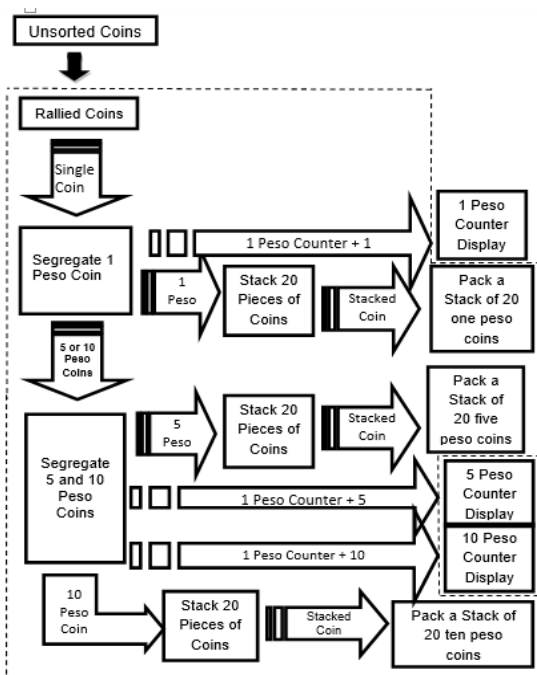 Unsorted Coins
Rallied Coins
Single
Coin
Segregate 1
Peso Coin
1 Peso Counter + 1
1 Peso
Counter
Display
1
Peso
Stack 20
Pieces of
Coins
Stacked
Coin
Pack a
Stack of 20
one peso
coins
5 or 10
Peso
Coins
Segregate
5 and 10
Peso
Coins
5
Peso
Stack 20
Pieces of
Coins
Stacked
Coin
Pack a
Stack of
20 five
peso coins
1 Peso Counter + 5
5 Peso
Counter
Display
1 Peso Counter + 10
10 Peso
Counter
Display
10
Peso
Coin
Stack 20
Pieces of
Coins
Stacked
Coin
Pack a Stack of
20 ten peso
coins